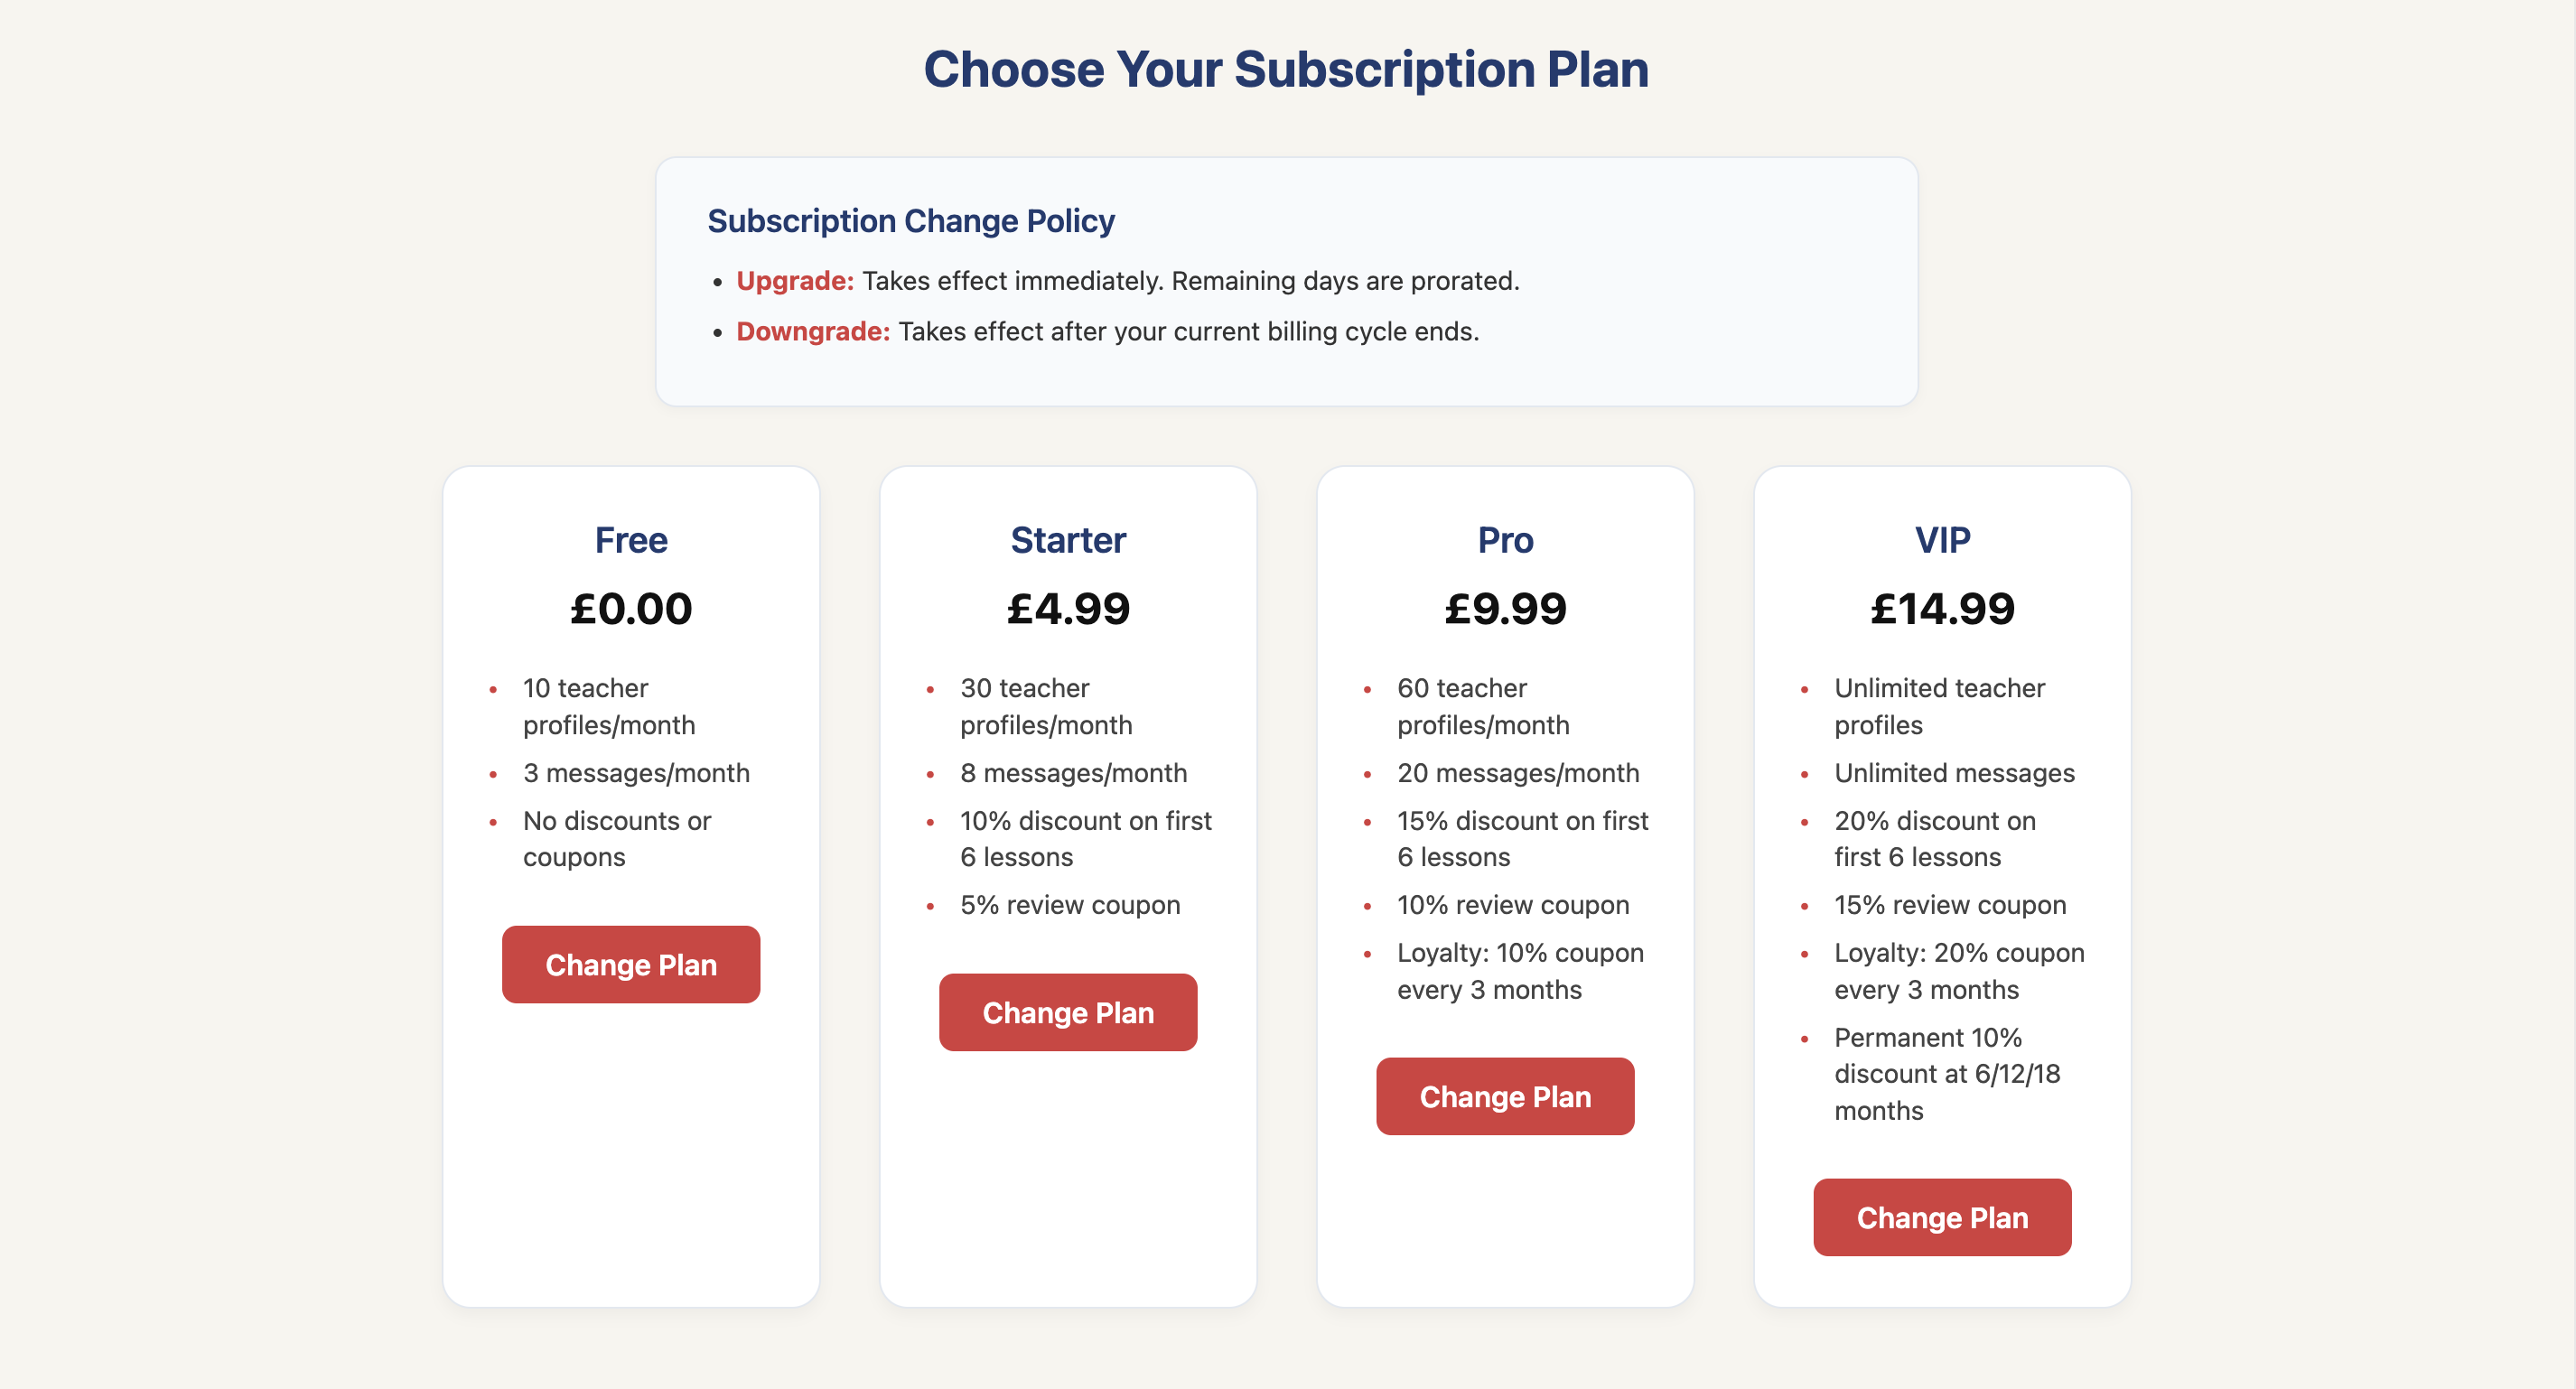 Choose Your Subscription Plan
Subscription Change Policy
• Upgrade: Takes effect immediately. Remaining days are prorated.
• Downgrade: Takes effect after your current billing cycle ends.
Free
£0.00
• 10 teacher
profiles/month
• 3 messages/month
• No discounts or
coupons
Change Plan
Starter
£4.99
• 30 teacher
profiles/month
• 8 messages/month
• 10% discount on first
6 lessons
• 5% review coupon
Change Plan
Pro
£9.99
• 60 teacher
profiles/month
• 20 messages/month
• 15% discount on first
6 lessons
• 10% review coupon
• Loyalty: 10% coupon
every 3 months
Change Plan
VIP
£14.99
• Unlimited teacher
profiles
• Unlimited messages
• 20% discount on
first 6 lessons
• 15% review coupon
• Loyalty: 20% coupon
every 3 months
• Permanent 10%
discount at 6/12/18
months
Change Plan